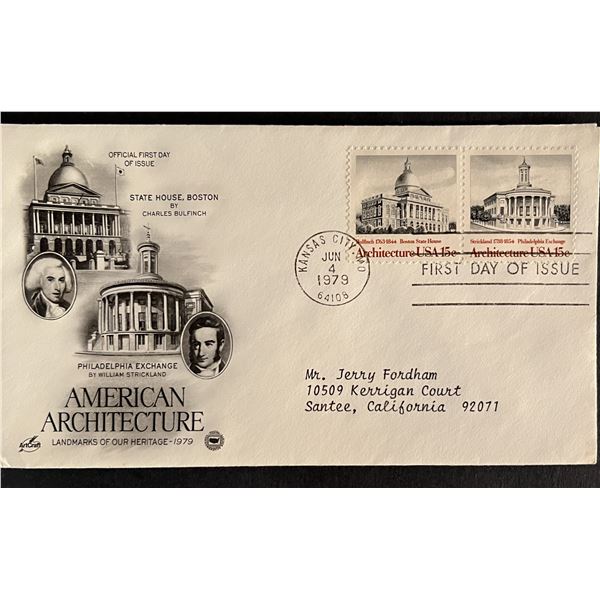 OFFICIAL FIRST DAY
OF ISSUE
STATE HOUSE, BOSTON
BY
CHARLES BULFINCH
PHILADELPHIA EXCHANGE
BY WILLIAM STRICKLAND
AMERICAN
ARCHITECTURE
LANDMARKS OF OUR HERITAGE-1979
ArtCraft
Bulfinch 1763-1844 Boston State House
Architecture USA 15c
Strickland 1788-1854 Philadelphia Exchange
Architecture USA 15c
KANSAS CITY, MO
JUN
4
1979
64108
FIRST DAY OF ISSUE
Mr. Jerry Fordham
10509 Kerrigan Court
Santee, California 92071